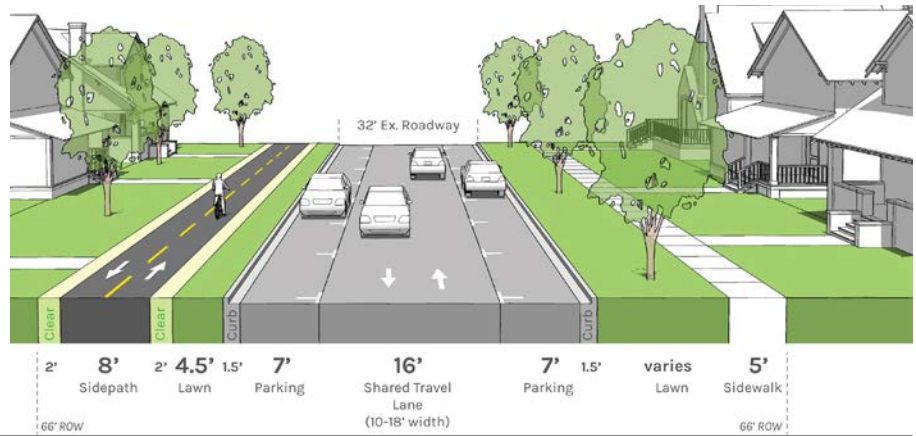 32' Ex. Roadway
Clear
Clear
Curb
Curb
2' 8' 2' 4.5' 1.5' 7' 16' 7' 1.5' varies 5'
Sidepath Lawn Parking Shared Travel Parking Lawn Sidewalk
Lane
(10-18' width)
66' ROW 66' ROW